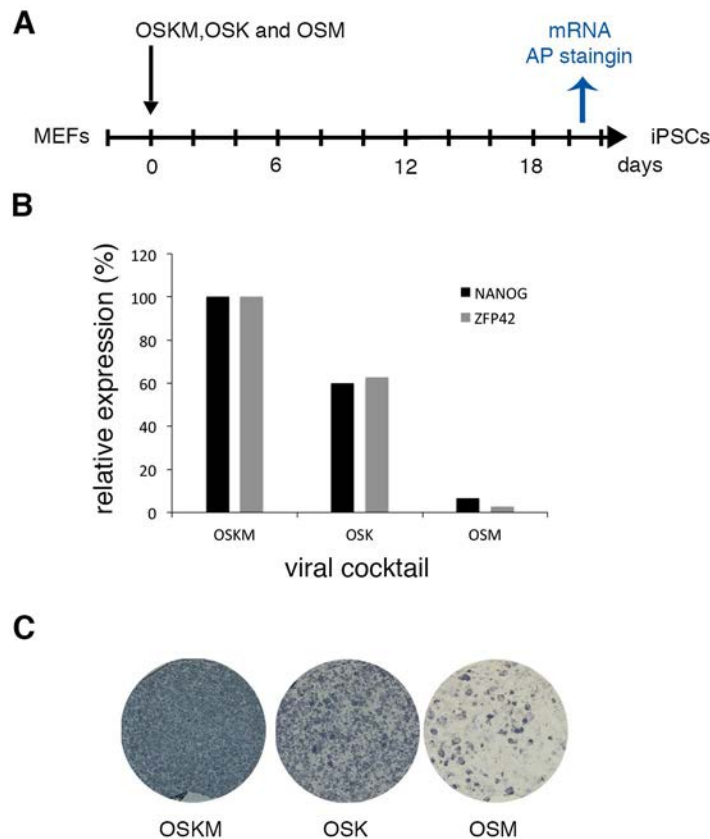 A
OSKM,OSK and OSM
mRNA
AP staingin
MEFs
iPSCs
0 6 12 18 days
B
relative expression (%)
120
100
80
60
40
20
0
NANOG
ZFP42
OSKM OSK OSM
viral cocktail
C
OSKM OSK OSM